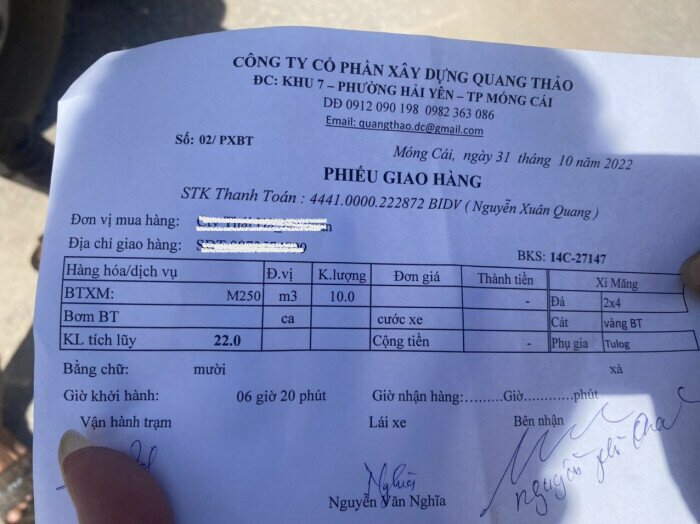 CÔNG TY CỔ PHẦN XÂY DỰNG QUANG THẢO
ĐC: KHU 7 – PHƯỜNG HẢI YÊN – TP MÓNG CÁI
DĐ 0912 090 198 0982 363 086
Email: quangthao.dc@gmail.com
Số: 02/ PXBT
Móng Cái, ngày 31 tháng 10 năm 2022
PHIẾU GIAO HÀNG
STK Thanh Toán : 4441.0000.222872 BIDV ( Nguyễn Xuân Quang )
Đơn vị mua hàng:
Địa chỉ giao hàng:
BKS: 14C-27147
Hàng hóa/dịch vụ Đ.vị K.lượng Đơn giá Thành tiền Xi Măng
BTXM: M250 m3 10.0 - Đá 2x4
Bơm BT ca cước xe Cát vàng BT
KL tích lũy 22.0 Cộng tiền - Phụ gia Tulog
Bằng chữ: mười xà
Giờ khởi hành: 06 giờ 20 phút Giờ nhận hàng:.........Giờ............phút
Vận hành trạm Lái xe Bên nhận
Nghĩa
Nguyễn Văn Nghĩa